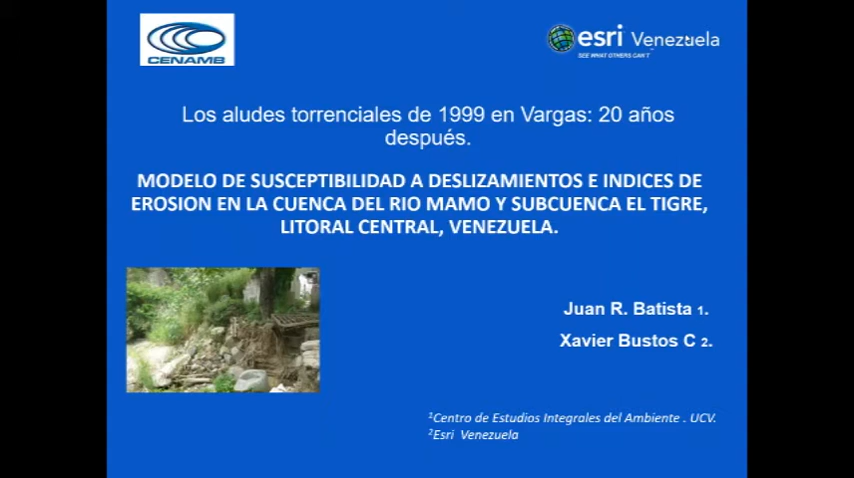 CENAMB
esri Venezuela
SEE WHAT OTHERS CAN'T
Los aludes torrenciales de 1999 en Vargas: 20 años
después.
MODELO DE SUSCEPTIBILIDAD A DESLIZAMIENTOS E INDICES DE
EROSION EN LA CUENCA DEL RIO MAMO Y SUBCUENCA EL TIGRE,
LITORAL CENTRAL, VENEZUELA.
Juan R. Batista 1.
Xavier Bustos C 2.
¹Centro de Estudios Integrales del Ambiente . UCV.
²Esri Venezuela